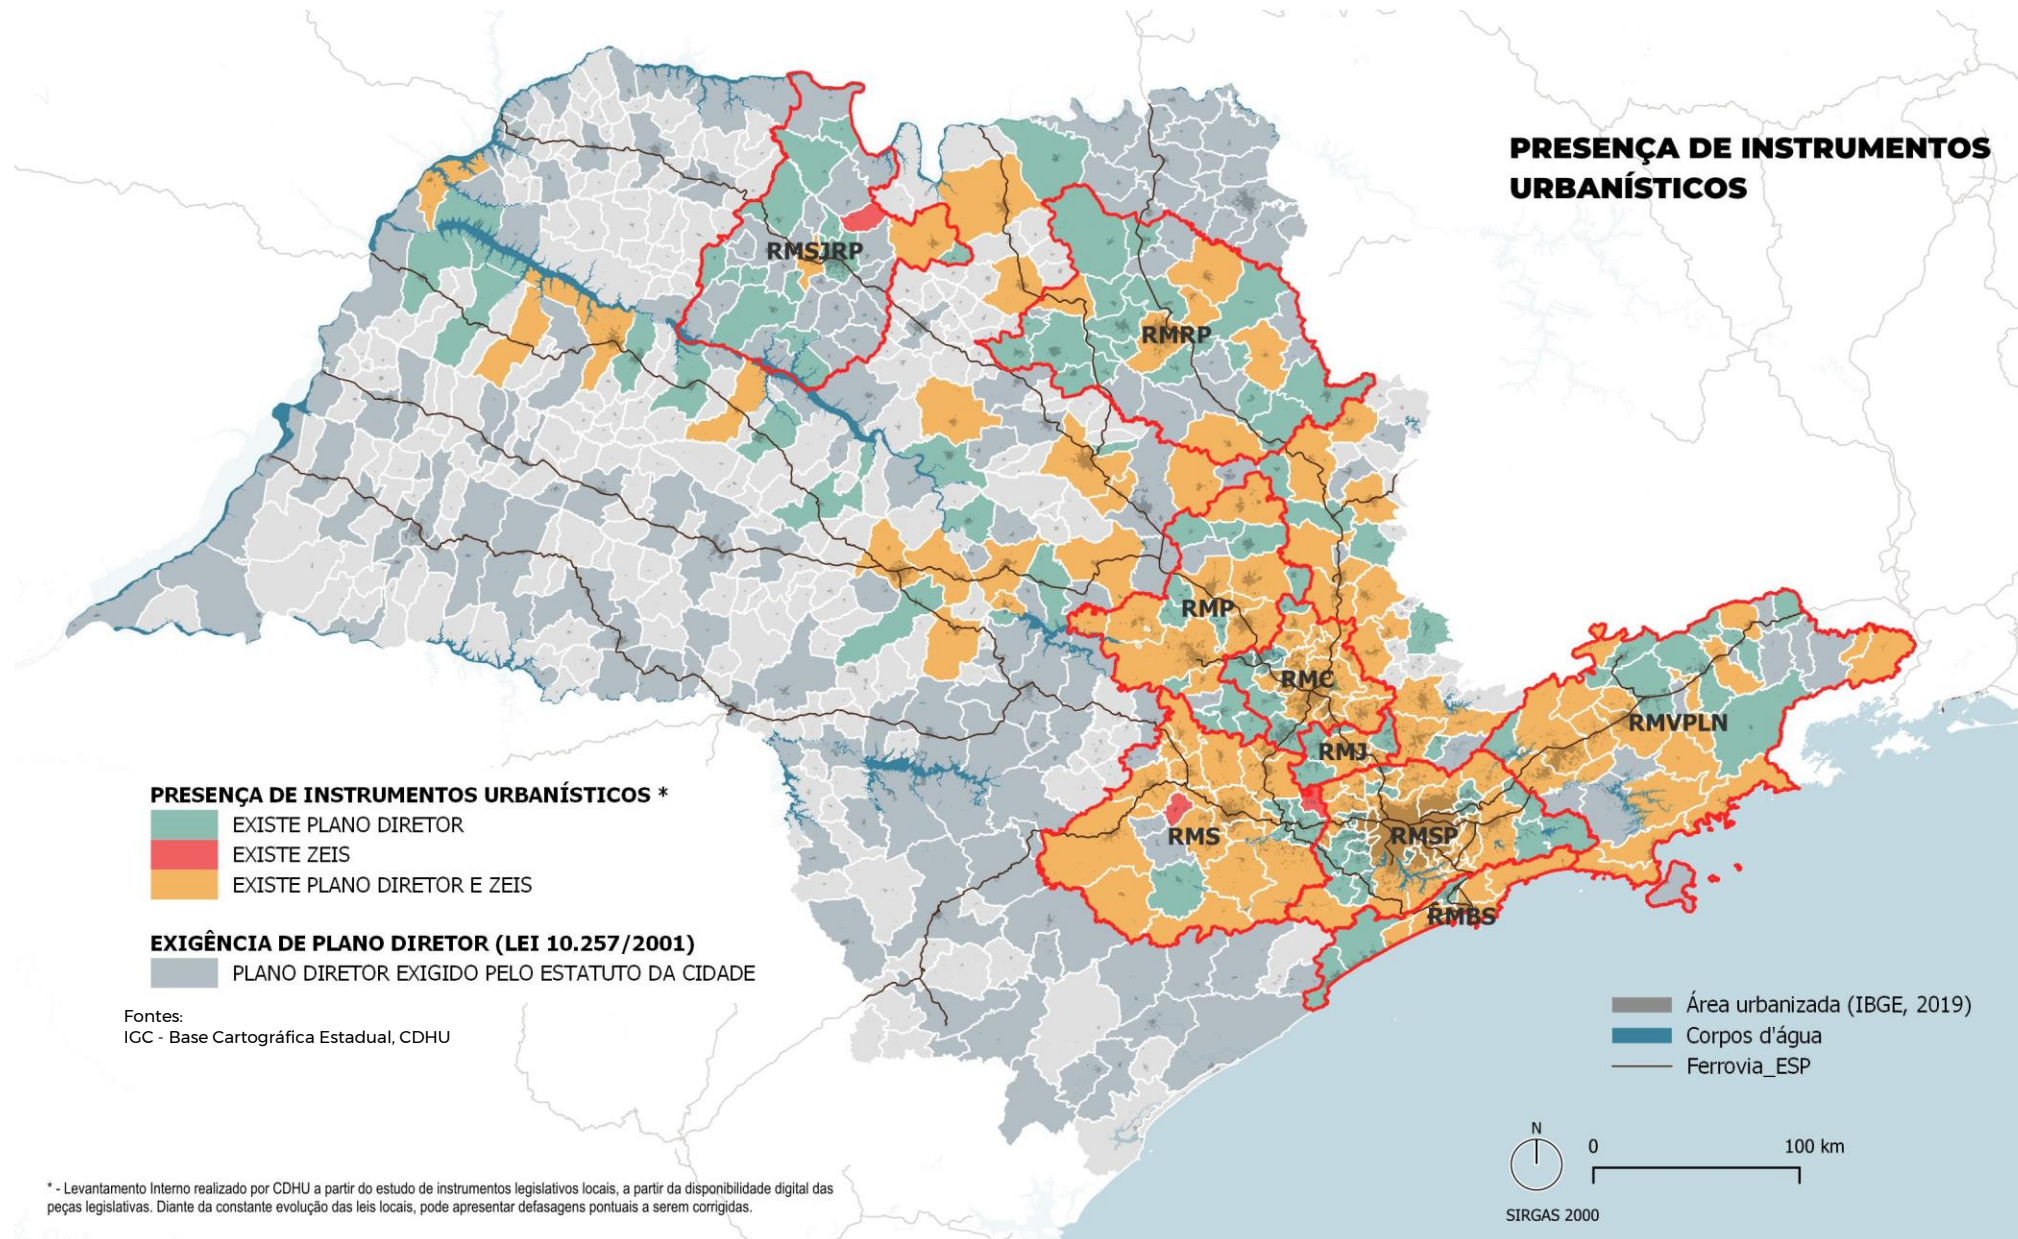 PRESENÇA DE INSTRUMENTOS
URBANÍSTICOS
RMSJRP
RMRP
RMP
RMC
RMVPLN
RMJ
RMS
RMSP
RMBS
PRESENÇA DE INSTRUMENTOS URBANÍSTICOS *
EXISTE PLANO DIRETOR
EXISTE ZEIS
EXISTE PLANO DIRETOR E ZEIS
EXIGÊNCIA DE PLANO DIRETOR (LEI 10.257/2001)
PLANO DIRETOR EXIGIDO PELO ESTATUTO DA CIDADE
Fontes:
IGC - Base Cartográfica Estadual, CDHU
Área urbanizada (IBGE, 2019)
Corpos d'água
Ferrovia_ESP
N
0 100 km
SIRGAS 2000
* - Levantamento Interno realizado por CDHU a partir do estudo de instrumentos legislativos locais, a partir da disponibilidade digital das
peças legislativas. Diante da constante evolução das leis locais, pode apresentar defasagens pontuais a serem corrigidas.